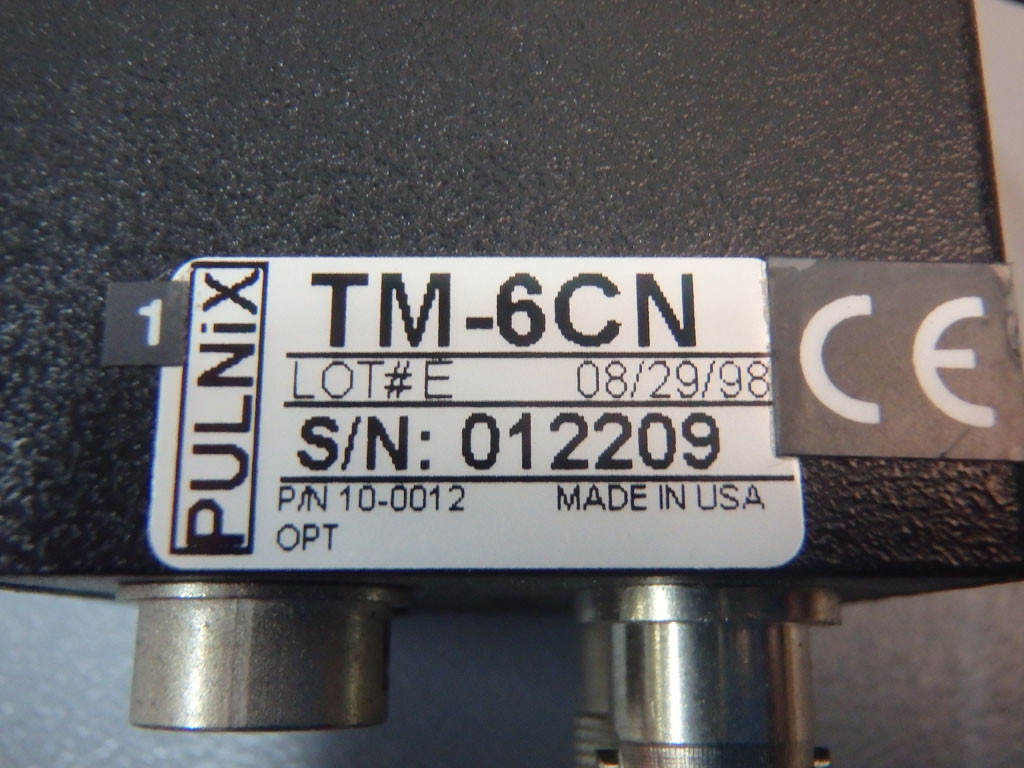 1
PULNiX
TM-6CN
LOT# E 08/29/98
S/N: 012209
P/N 10-0012 MADE IN USA
OPT
CE